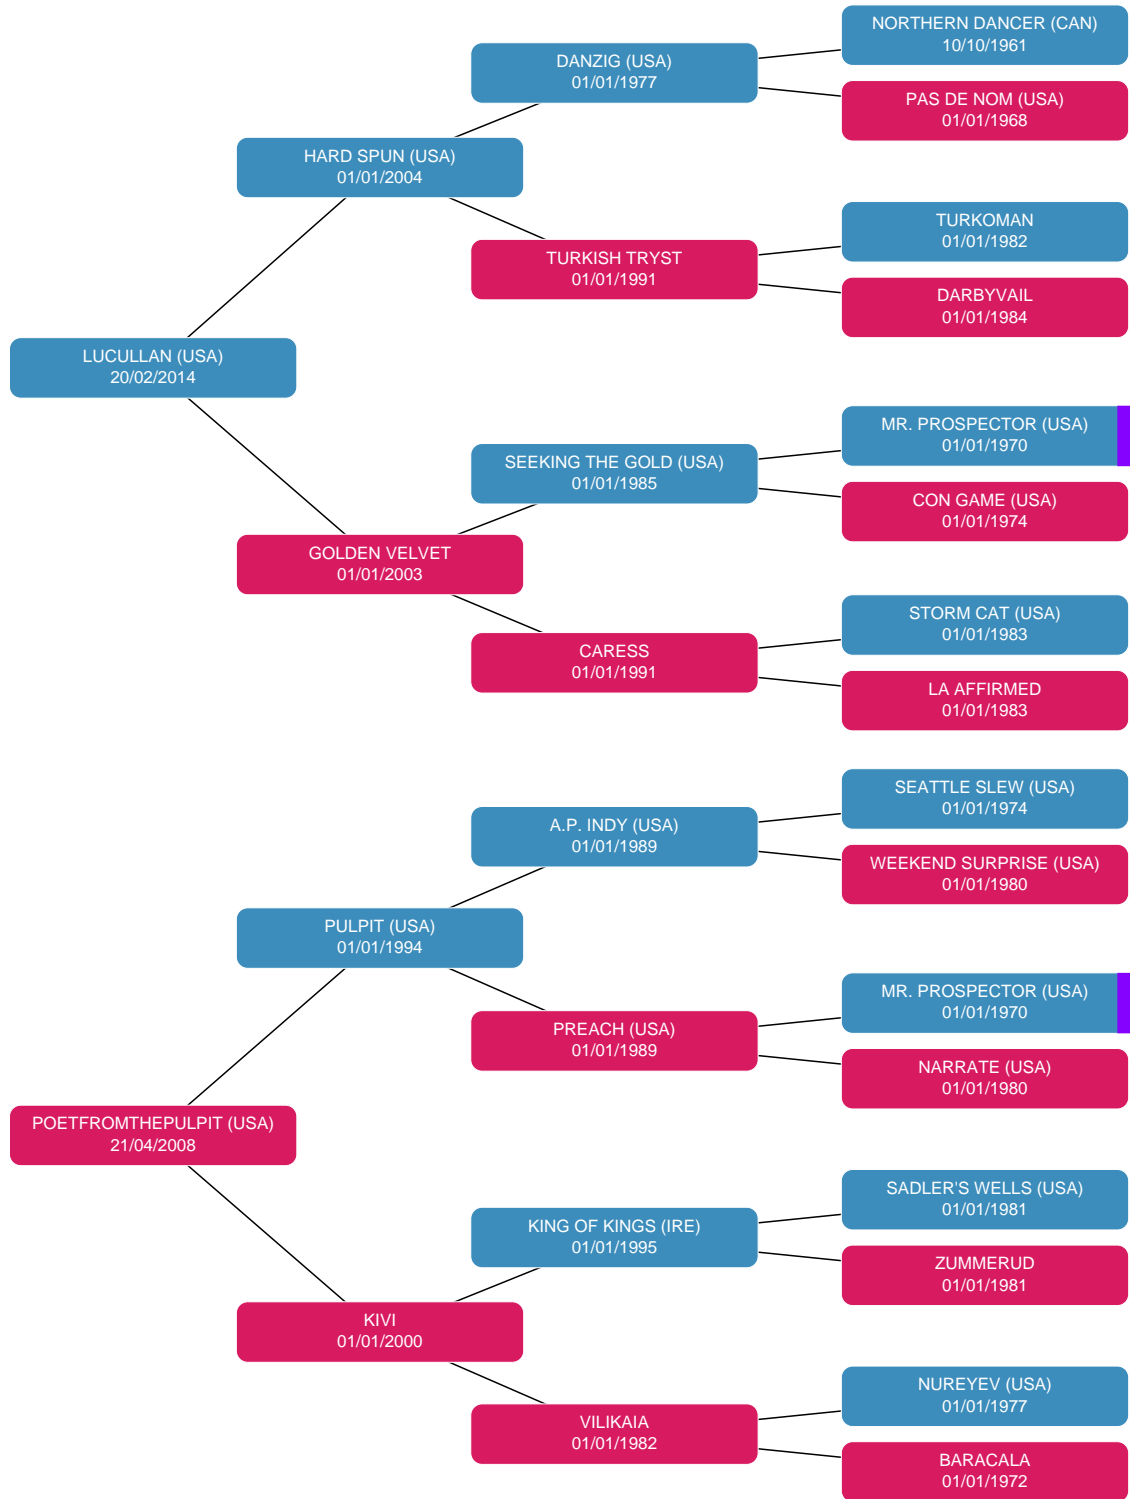 NORTHERN DANCER (CAN)
10/10/1961
DANZIG (USA)
01/01/1977
PAS DE NOM (USA)
01/01/1968
HARD SPUN (USA)
01/01/2004
TURKOMAN
01/01/1982
TURKISH TRYST
01/01/1991
DARBYVAIL
01/01/1984
LUCULLAN (USA)
20/02/2014
MR. PROSPECTOR (USA)
01/01/1970
SEEKING THE GOLD (USA)
01/01/1985
CON GAME (USA)
01/01/1974
GOLDEN VELVET
01/01/2003
STORM CAT (USA)
01/01/1983
CARESS
01/01/1991
LA AFFIRMED
01/01/1983
SEATTLE SLEW (USA)
01/01/1974
A.P. INDY (USA)
01/01/1989
WEEKEND SURPRISE (USA)
01/01/1980
PULPIT (USA)
01/01/1994
MR. PROSPECTOR (USA)
01/01/1970
PREACH (USA)
01/01/1989
NARRATE (USA)
01/01/1980
POETFROMTHEPULPIT (USA)
21/04/2008
SADLER'S WELLS (USA)
01/01/1981
KING OF KINGS (IRE)
01/01/1995
ZUMMERUD
01/01/1981
KIVI
01/01/2000
NUREYEV (USA)
01/01/1977
VILIKAIA
01/01/1982
BARACALA
01/01/1972